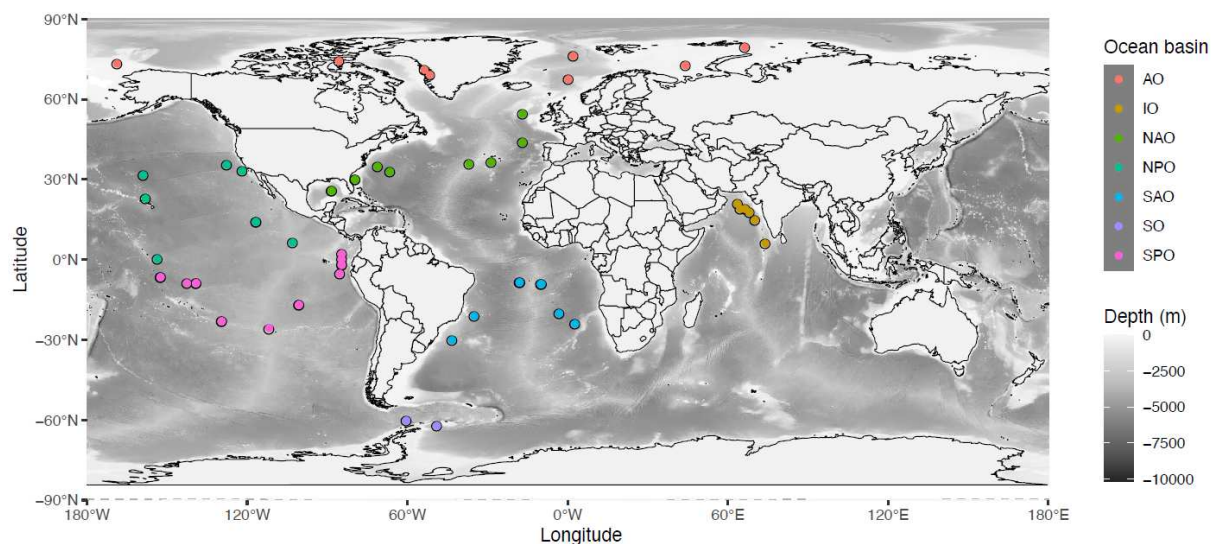 90°N
60°N
30°N
0°N
−30°N
−60°N
−90°N
Latitude
180°W
120°W
60°W
0°W
60°E
120°E
180°E
Longitude
Ocean basin
AO
IO
NAO
NPO
SAO
SO
SPO
Depth (m)
0
−2500
−5000
−7500
−10000